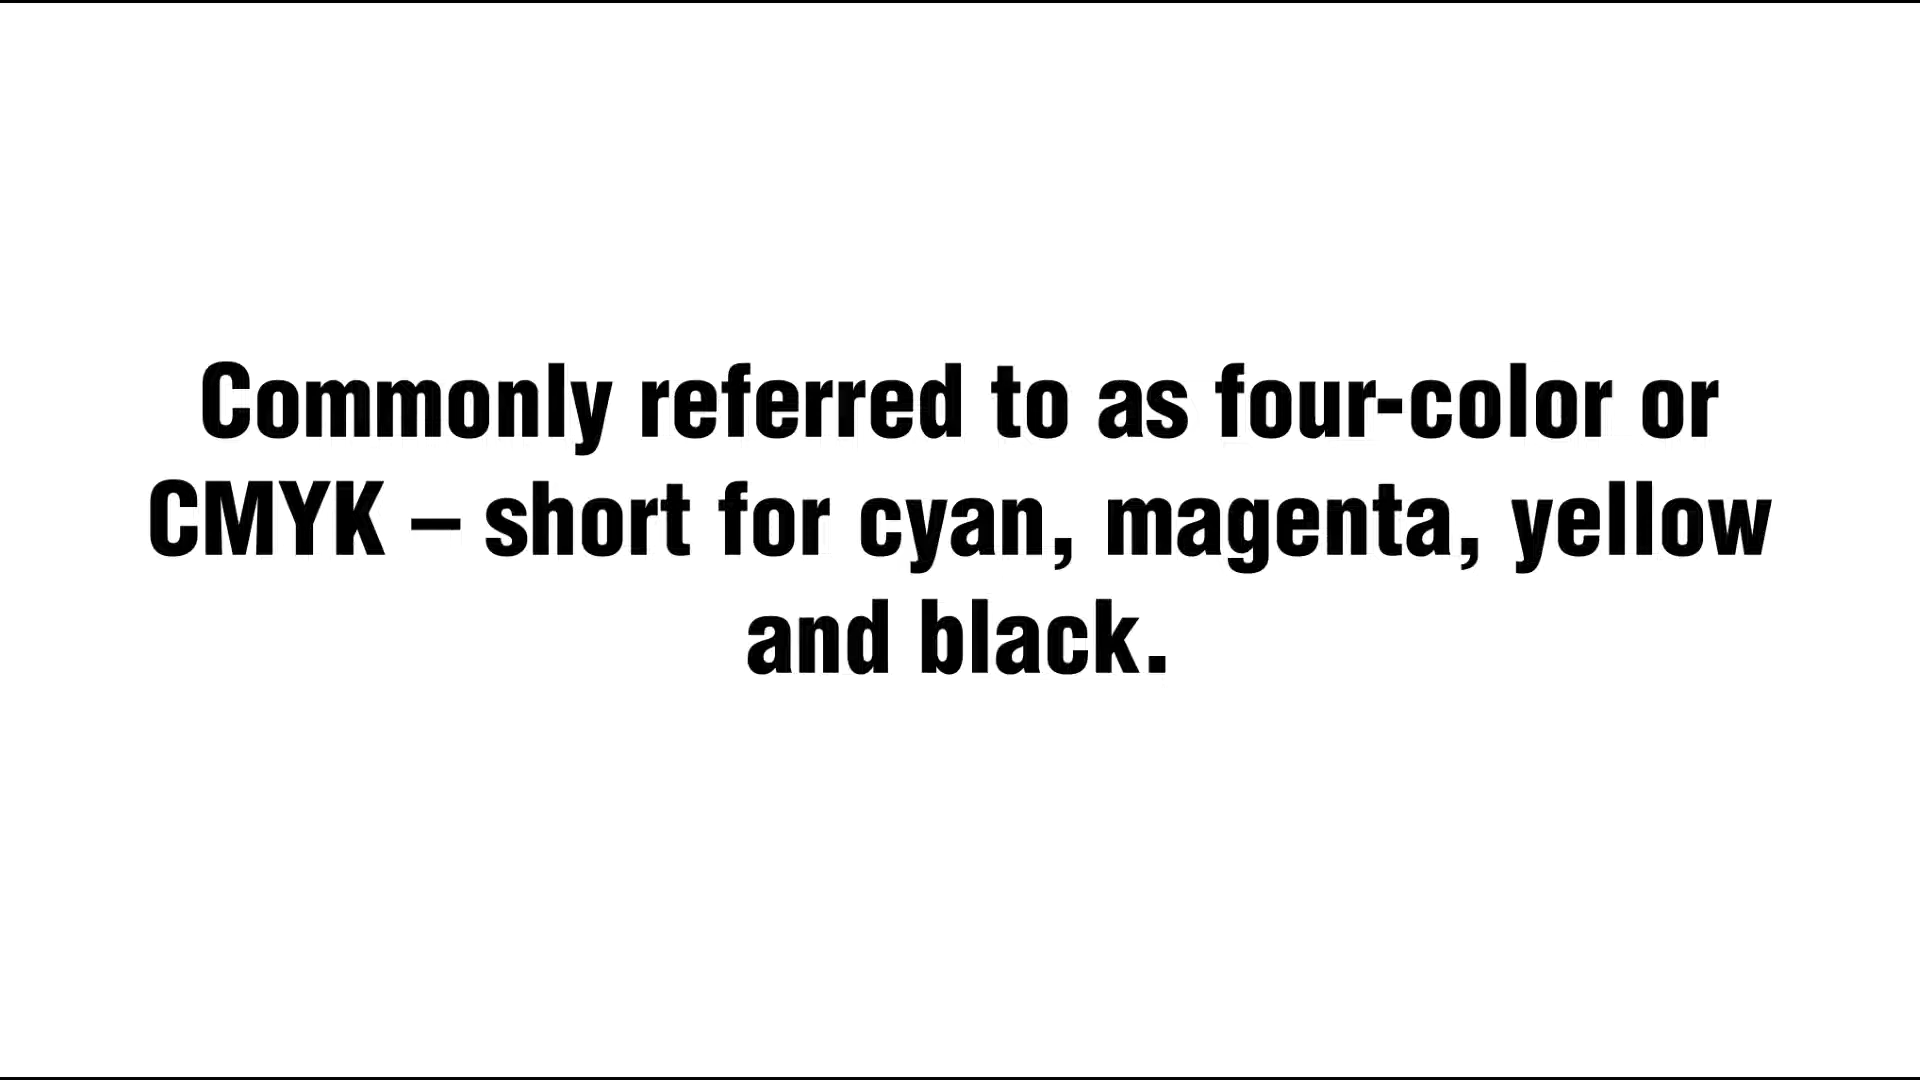 Commonly referred to as four-color or
CMYK – short for cyan, magenta, yellow
and black.